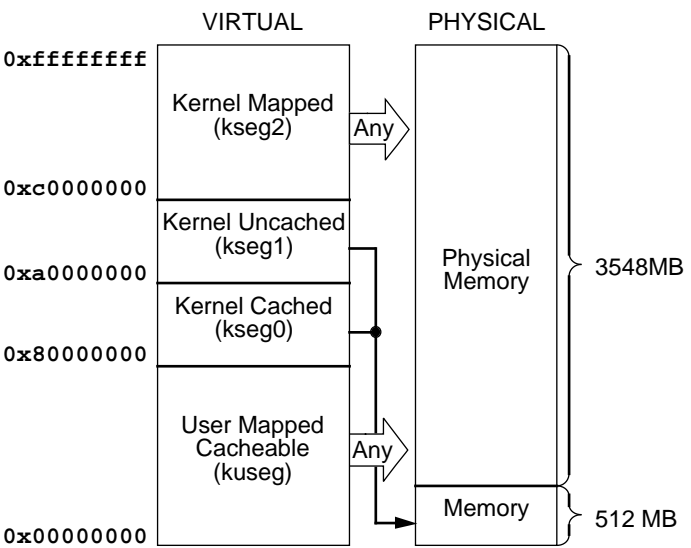 VIRTUAL PHYSICAL
0xffffffff
Kernel Mapped
(kseg2)
Any
0xc0000000
Kernel Uncached
(kseg1)
0xa0000000
Kernel Cached
(kseg0)
0x80000000
User Mapped
Cacheable
(kuseg)
Any
0x00000000
Physical
Memory
3548MB
Memory
512 MB